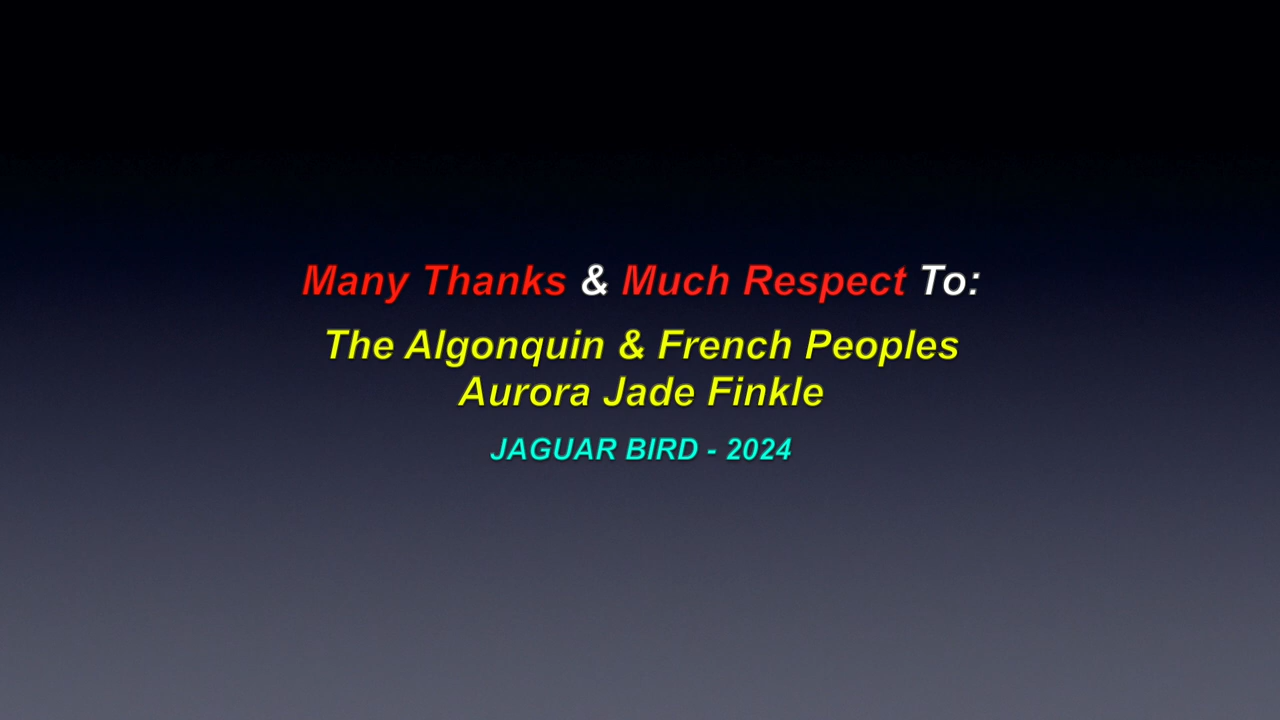 Many Thanks & Much Respect To:
The Algonquin & French Peoples
Aurora Jade Finkle
JAGUAR BIRD - 2024